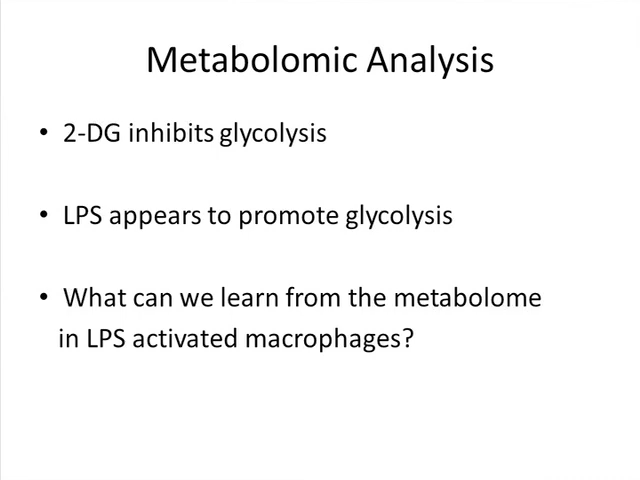 Metabolomic Analysis
• 2-DG inhibits glycolysis
• LPS appears to promote glycolysis
• What can we learn from the metabolome
in LPS activated macrophages?